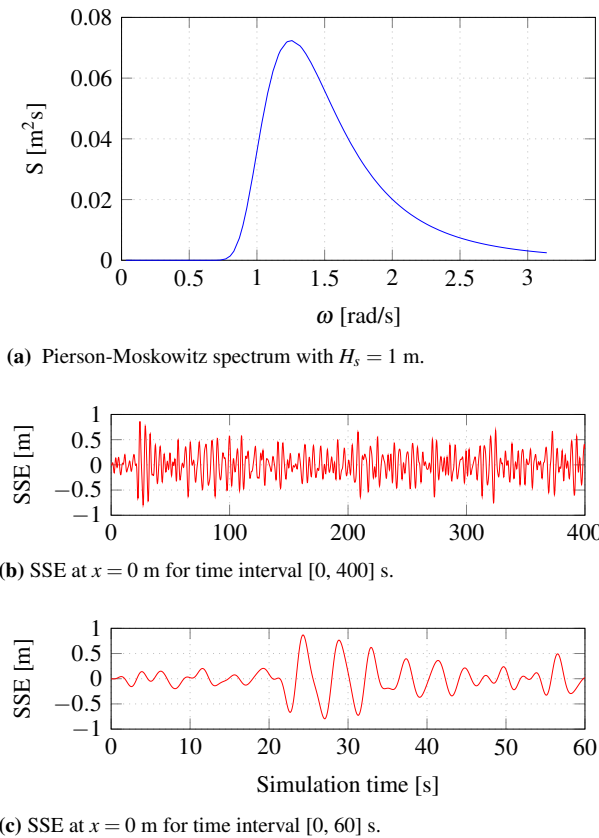 0.08
0.06
0.04
0.02
0
S [m²s]
0 0.5 1 1.5 2 2.5 3
ω [rad/s]
(a) Pierson-Moskowitz spectrum with Hₛ = 1 m.
1
0.5
0
−0.5
−1
SSE [m]
0 100 200 300 400
(b) SSE at x = 0 m for time interval [0, 400] s.
1
0.5
0
−0.5
−1
SSE [m]
0 10 20 30 40 50 60
Simulation time [s]
(c) SSE at x = 0 m for time interval [0, 60] s.